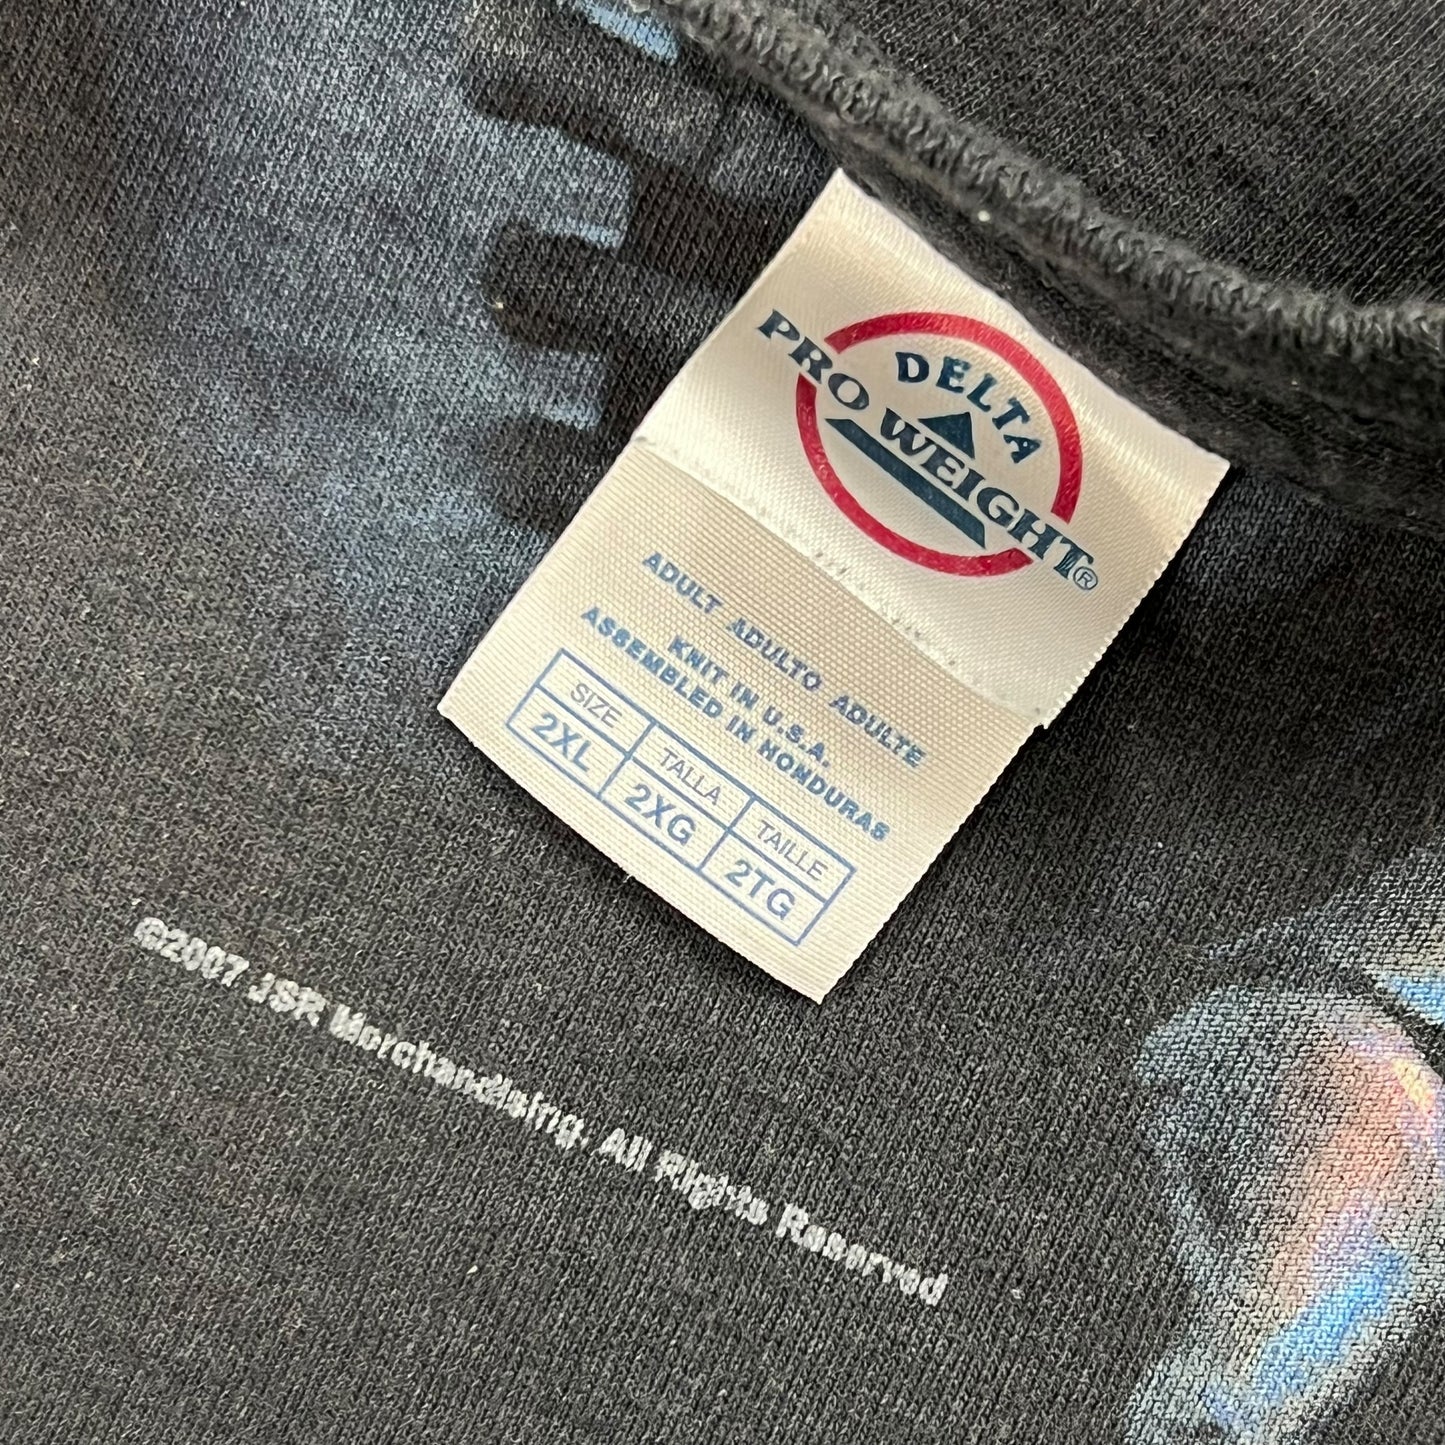 DELTA
PRO WEIGHT®
ADULT ADULTO ADULTE
KNIT IN U.S.A.
ASSEMBLED IN HONDURAS
SIZE TALLA TAILLE
2XL 2XG 2TG
©2007 JSR Merchandising. All Rights Reserved